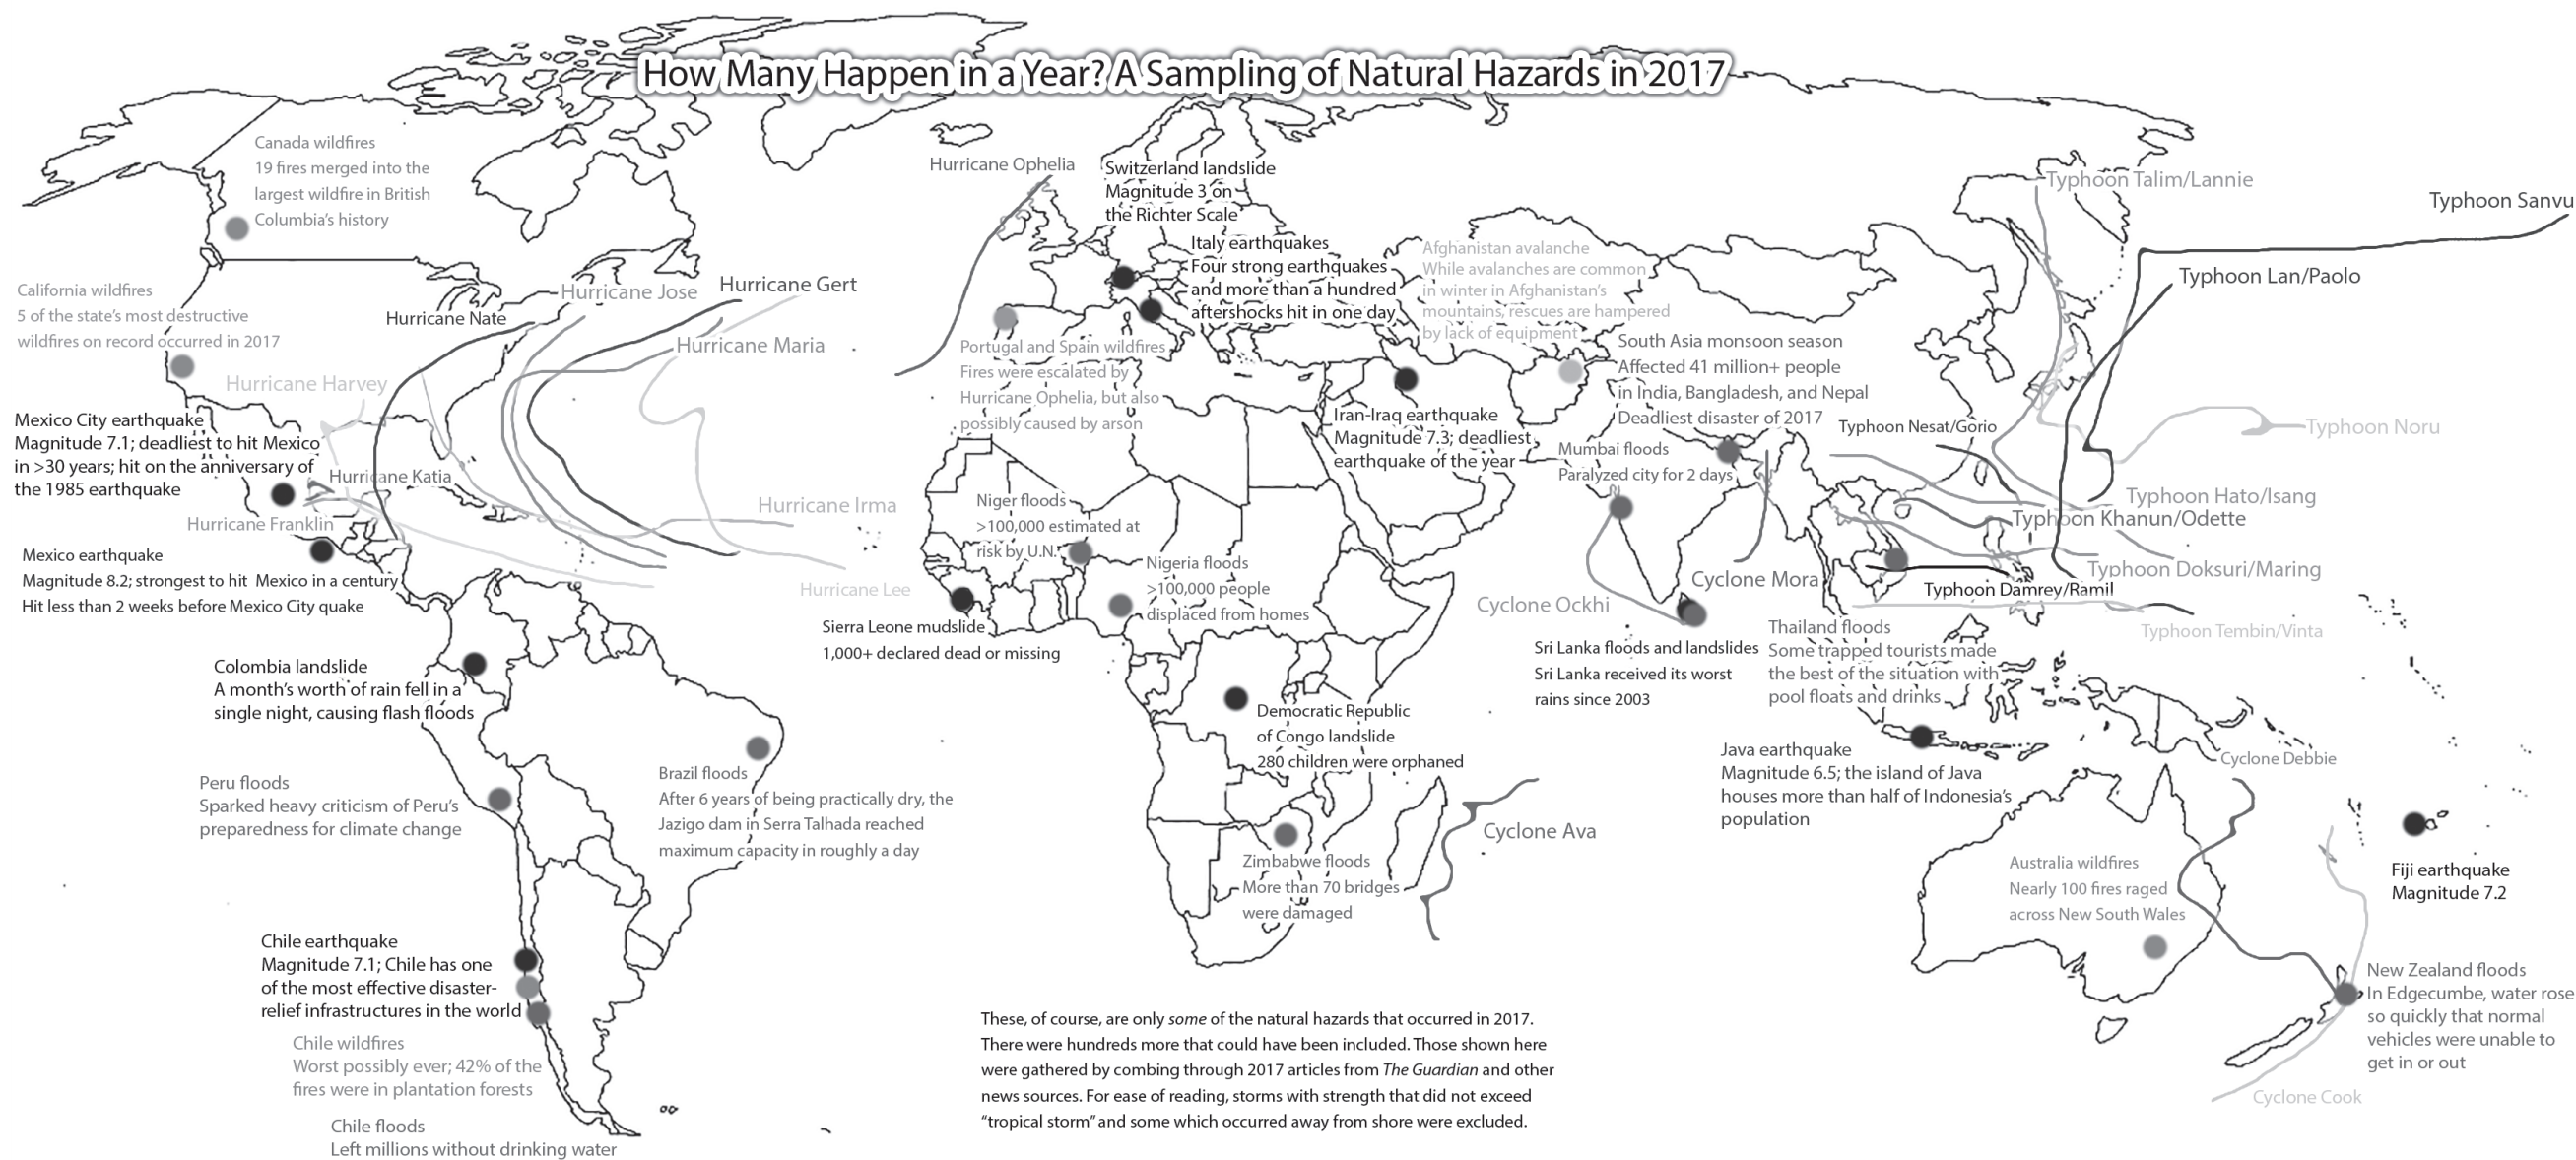 How Many Happen in a Year? A Sampling of Natural Hazards in 2017
Canada wildfires
19 fires merged into the
largest wildfire in British
Columbia's history
California wildfires
5 of the state's most destructive
wildfires on record occurred in 2017
Hurricane Nate
Hurricane Jose
Hurricane Gert
Hurricane Maria
Hurricane Harvey
Mexico City earthquake
Magnitude 7.1; deadliest to hit Mexico
in >30 years; hit on the anniversary of
the 1985 earthquake
Hurricane Katia
Hurricane Franklin
Hurricane Irma
Hurricane Lee
Mexico earthquake
Magnitude 8.2; strongest to hit Mexico in a century
Hit less than 2 weeks before Mexico City quake
Colombia landslide
A month's worth of rain fell in a
single night, causing flash floods
Peru floods
Sparked heavy criticism of Peru's
preparedness for climate change
Brazil floods
After 6 years of being practically dry, the
Jazigo dam in Serra Talhada reached
maximum capacity in roughly a day
Chile earthquake
Magnitude 7.1; Chile has one
of the most effective disaster-
relief infrastructures in the world
Chile wildfires
Worst possibly ever; 42% of the
fires were in plantation forests
Chile floods
Left millions without drinking water
Hurricane Ophelia
Switzerland landslide
Magnitude 3 on
the Richter Scale
Italy earthquakes
Four strong earthquakes
and more than a hundred
aftershocks hit in one day
Portugal and Spain wildfires
Fires were escalated by
Hurricane Ophelia, but also
possibly caused by arson
Afghanistan avalanche
While avalanches are common
in winter in Afghanistan's
mountains, rescues are hampered
by lack of equipment
Iran-Iraq earthquake
Magnitude 7.3; deadliest
earthquake of the year
South Asia monsoon season
Affected 41 million+ people
in India, Bangladesh, and Nepal
Deadliest disaster of 2017
Mumbai floods
Paralyzed city for 2 days
Niger floods
>100,000 estimated at
risk by U.N.
Nigeria floods
>100,000 people
displaced from homes
Sierra Leone mudslide
1,000+ declared dead or missing
Democratic Republic
of Congo landslide
280 children were orphaned
Zimbabwe floods
More than 70 bridges
were damaged
Cyclone Ava
Cyclone Ockhi
Cyclone Mora
Sri Lanka floods and landslides
Sri Lanka received its worst
rains since 2003
Thailand floods
Some trapped tourists made
the best of the situation with
pool floats and drinks
Java earthquake
Magnitude 6.5; the island of Java
houses more than half of Indonesia's
population
Typhoon Talim/Lannie
Typhoon Sanvu
Typhoon Lan/Paolo
Typhoon Noru
Typhoon Nesat/Gorio
Typhoon Hato/Isang
Typhoon Khanun/Odette
Typhoon Doksuri/Maring
Typhoon Damrey/Ramil
Typhoon Tembin/Vinta
Cyclone Debbie
Fiji earthquake
Magnitude 7.2
Australia wildfires
Nearly 100 fires raged
across New South Wales
New Zealand floods
In Edgecumbe, water rose
so quickly that normal
vehicles were unable to
get in or out
Cyclone Cook
These, of course, are only some of the natural hazards that occurred in 2017.
There were hundreds more that could have been included. Those shown here
were gathered by combing through 2017 articles from The Guardian and other
news sources. For ease of reading, storms with strength that did not exceed
“tropical storm” and some which occurred away from shore were excluded.